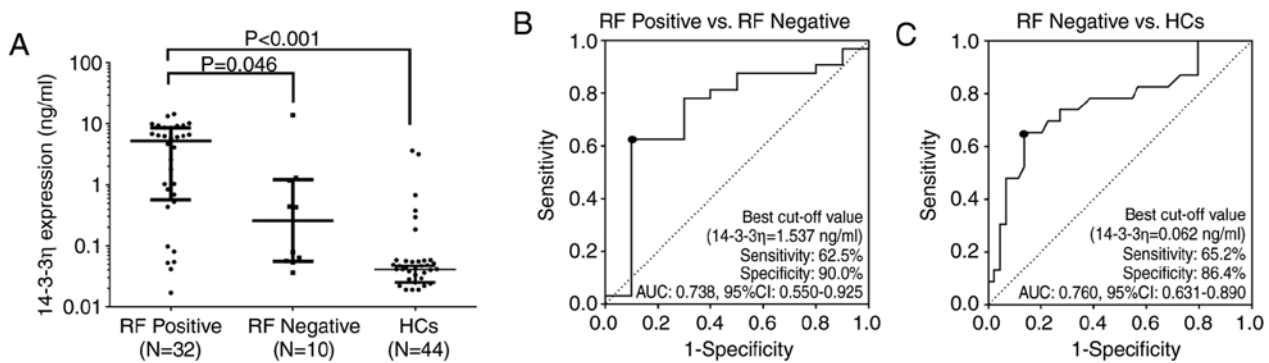 A
P<0.001
P=0.046
14-3-3η expression (ng/ml)
100
10
1
0.1
0.01
RF Positive
(N=32)
RF Negative
(N=10)
HCs
(N=44)
B
RF Positive vs. RF Negative
Sensitivity
1.0
0.8
0.6
0.4
0.2
0.0
Best cut-off value
(14-3-3η=1.537 ng/ml)
Sensitivity: 62.5%
Specificity: 90.0%
AUC: 0.738, 95%CI: 0.550-0.925
0.0 0.2 0.4 0.6 0.8 1.0
1-Specificity
C
RF Negative vs. HCs
Sensitivity
1.0
0.8
0.6
0.4
0.2
0.0
Best cut-off value
(14-3-3η=0.062 ng/ml)
Sensitivity: 65.2%
Specificity: 86.4%
AUC: 0.760, 95%CI: 0.631-0.890
0.0 0.2 0.4 0.6 0.8 1.0
1-Specificity